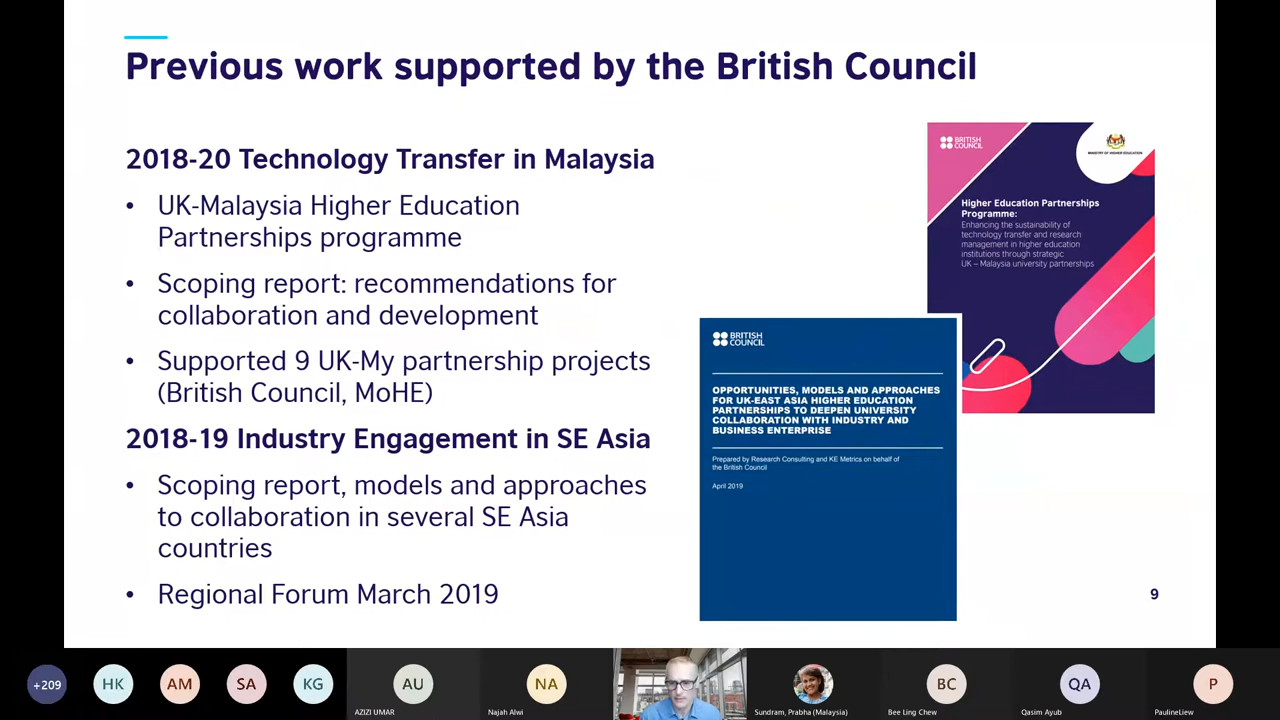 Previous work supported by the British Council
2018-20 Technology Transfer in Malaysia
• UK-Malaysia Higher Education
Partnerships programme
• Scoping report: recommendations for
collaboration and development
• Supported 9 UK-My partnership projects
(British Council, MoHE)
2018-19 Industry Engagement in SE Asia
• Scoping report, models and approaches
to collaboration in several SE Asia
countries
• Regional Forum March 2019
BRITISH
COUNCIL
MINISTRY OF HIGHER EDUCATION
Higher Education Partnerships
Programme:
Enhancing the sustainability of
technology transfer and research
management in higher education
institutions through strategic
UK – Malaysia university partnerships
BRITISH
COUNCIL
OPPORTUNITIES, MODELS AND APPROACHES
FOR UK-EAST ASIA HIGHER EDUCATION
PARTNERSHIPS TO DEEPEN UNIVERSITY
COLLABORATION WITH INDUSTRY AND
BUSINESS ENTERPRISE
Prepared by Research Consulting and KE Metrics on behalf of
the British Council
April 2019
9
+209
HK
AM
SA
KG
AU
AZIZI UMAR
NA
Najah Alwi
Sundram, Prabha (Malaysia)
BC
Bee Ling Chew
QA
Qasim Ayub
P
PaulineLiew